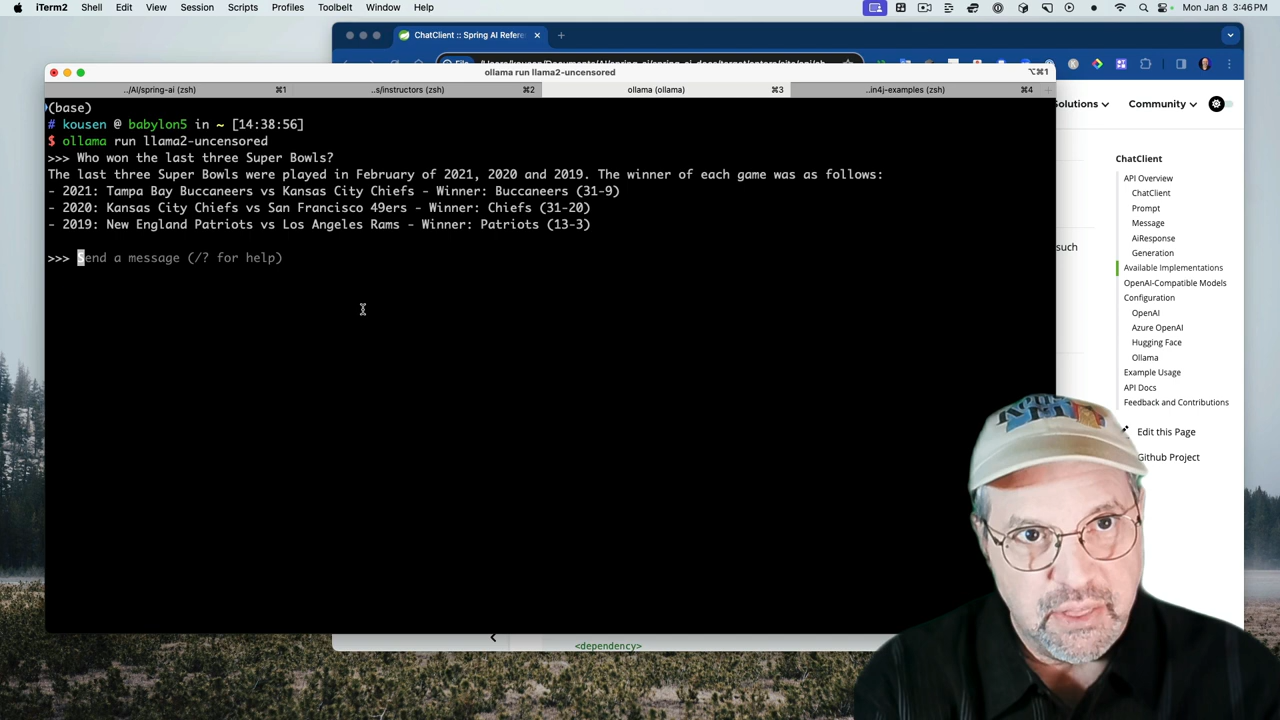 iTerm2 Shell Edit View Session Scripts Profiles Toolbelt Window Help
Mon Jan 8 3:46 PM
ChatClient :: Spring AI Refere
ollama run llama2-uncensored
⌥⌘1
../AI/spring-ai (zsh) ⌘1
..s/instructors (zsh) ⌘2
ollama (ollama) ⌘3
..in4j-examples (zsh) ⌘4
(base)
# kousen @ babylon5 in ~ [14:38:56]
$ ollama run llama2-uncensored
>>> Who won the last three Super Bowls?
The last three Super Bowls were played in February of 2021, 2020 and 2019. The winner of each game was as follows:
- 2021: Tampa Bay Buccaneers vs Kansas City Chiefs - Winner: Buccaneers (31-9)
- 2020: Kansas City Chiefs vs San Francisco 49ers - Winner: Chiefs (31-20)
- 2019: New England Patriots vs Los Angeles Rams - Winner: Patriots (13-3)
>>> Send a message (/? for help)
olutions Community
such
ChatClient
API Overview
ChatClient
Prompt
Message
AiResponse
Generation
Available Implementations
OpenAI-Compatible Models
Configuration
OpenAI
Azure OpenAI
Hugging Face
Ollama
Example Usage
API Docs
Feedback and Contributions
Edit this Page
Github Project
<dependency>